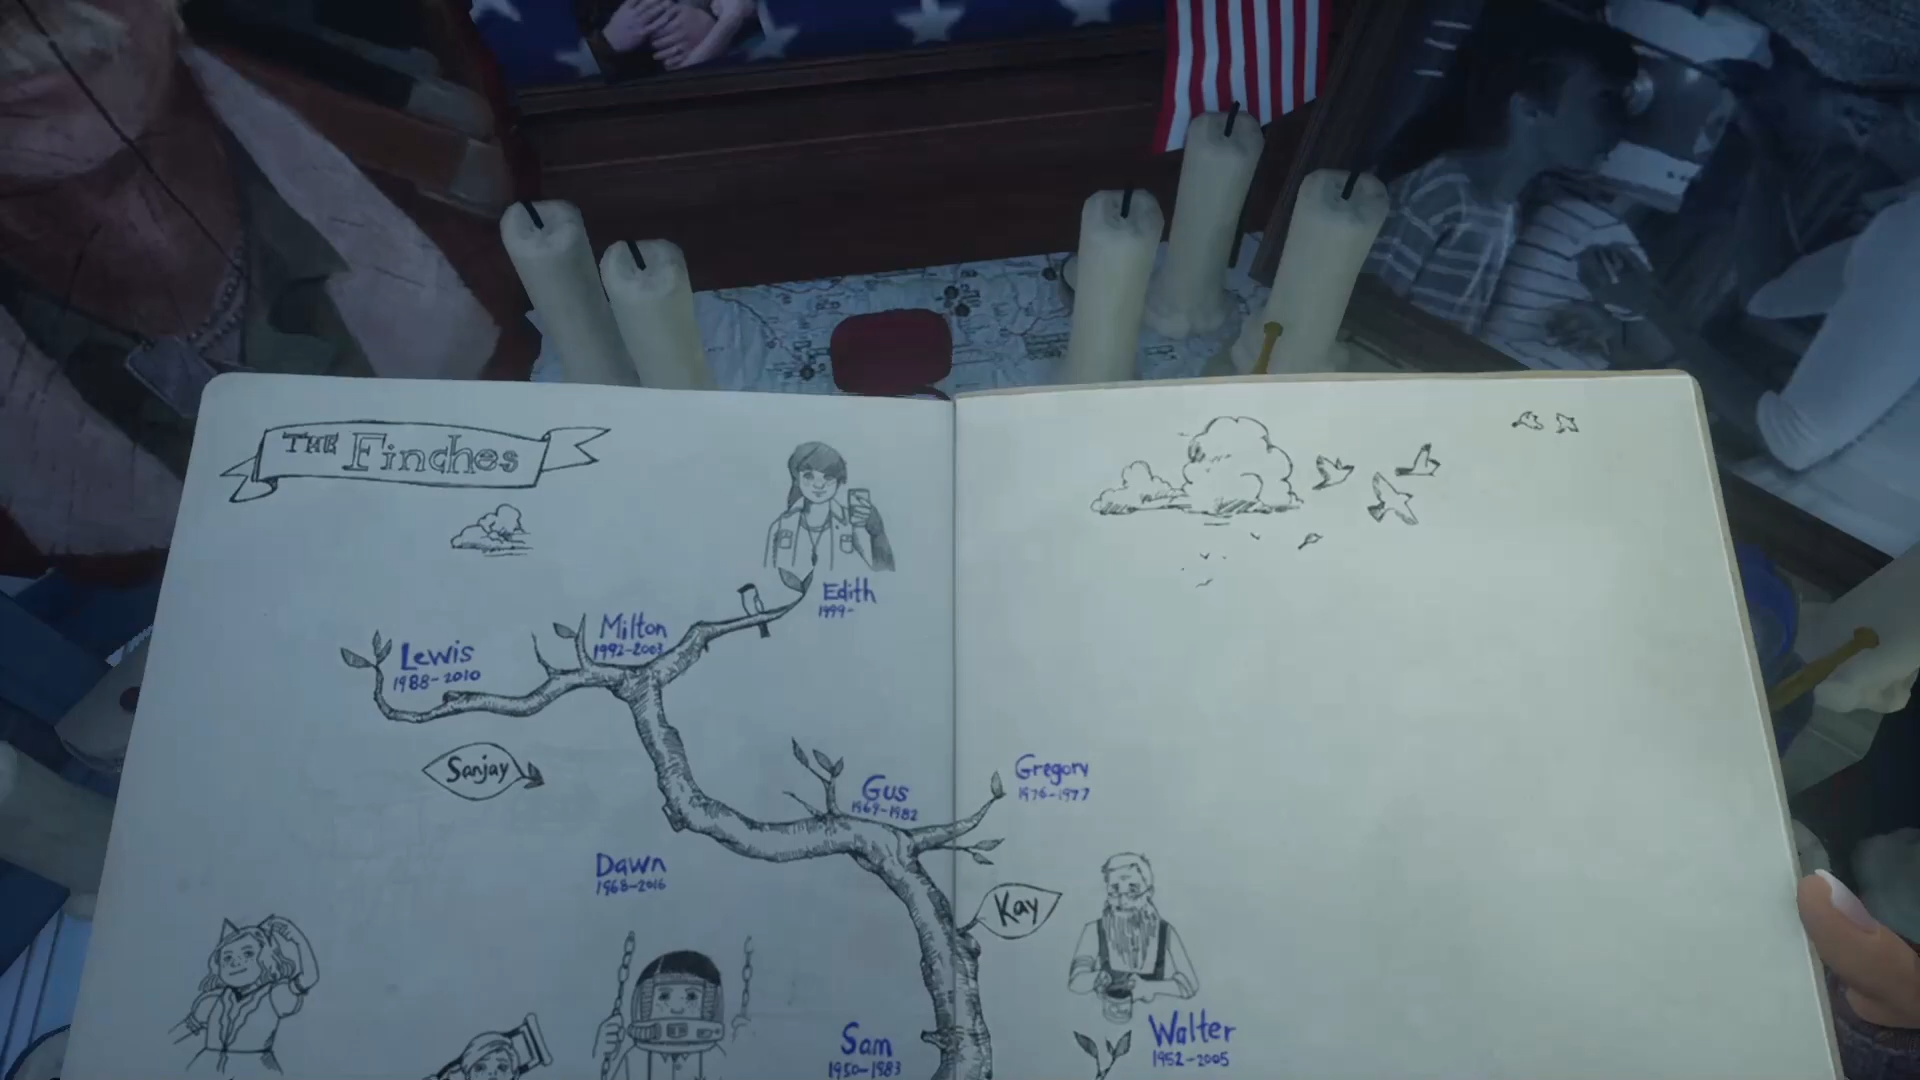 THE Finches
Edith
1999-
Milton
1992-2003
Lewis
1988-2010
Sanjay
Gus
1969-1982
Gregory
1976-1977
Dawn
1968-2016
Kay
Walter
1952-2005
Sam
1950-1983